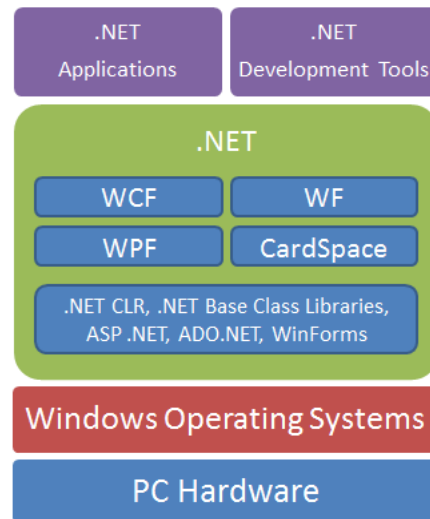 .NET
Applications
.NET
Development Tools
.NET
WCF
WF
WPF
CardSpace
.NET CLR, .NET Base Class Libraries,
ASP .NET, ADO.NET, WinForms
Windows Operating Systems
PC Hardware